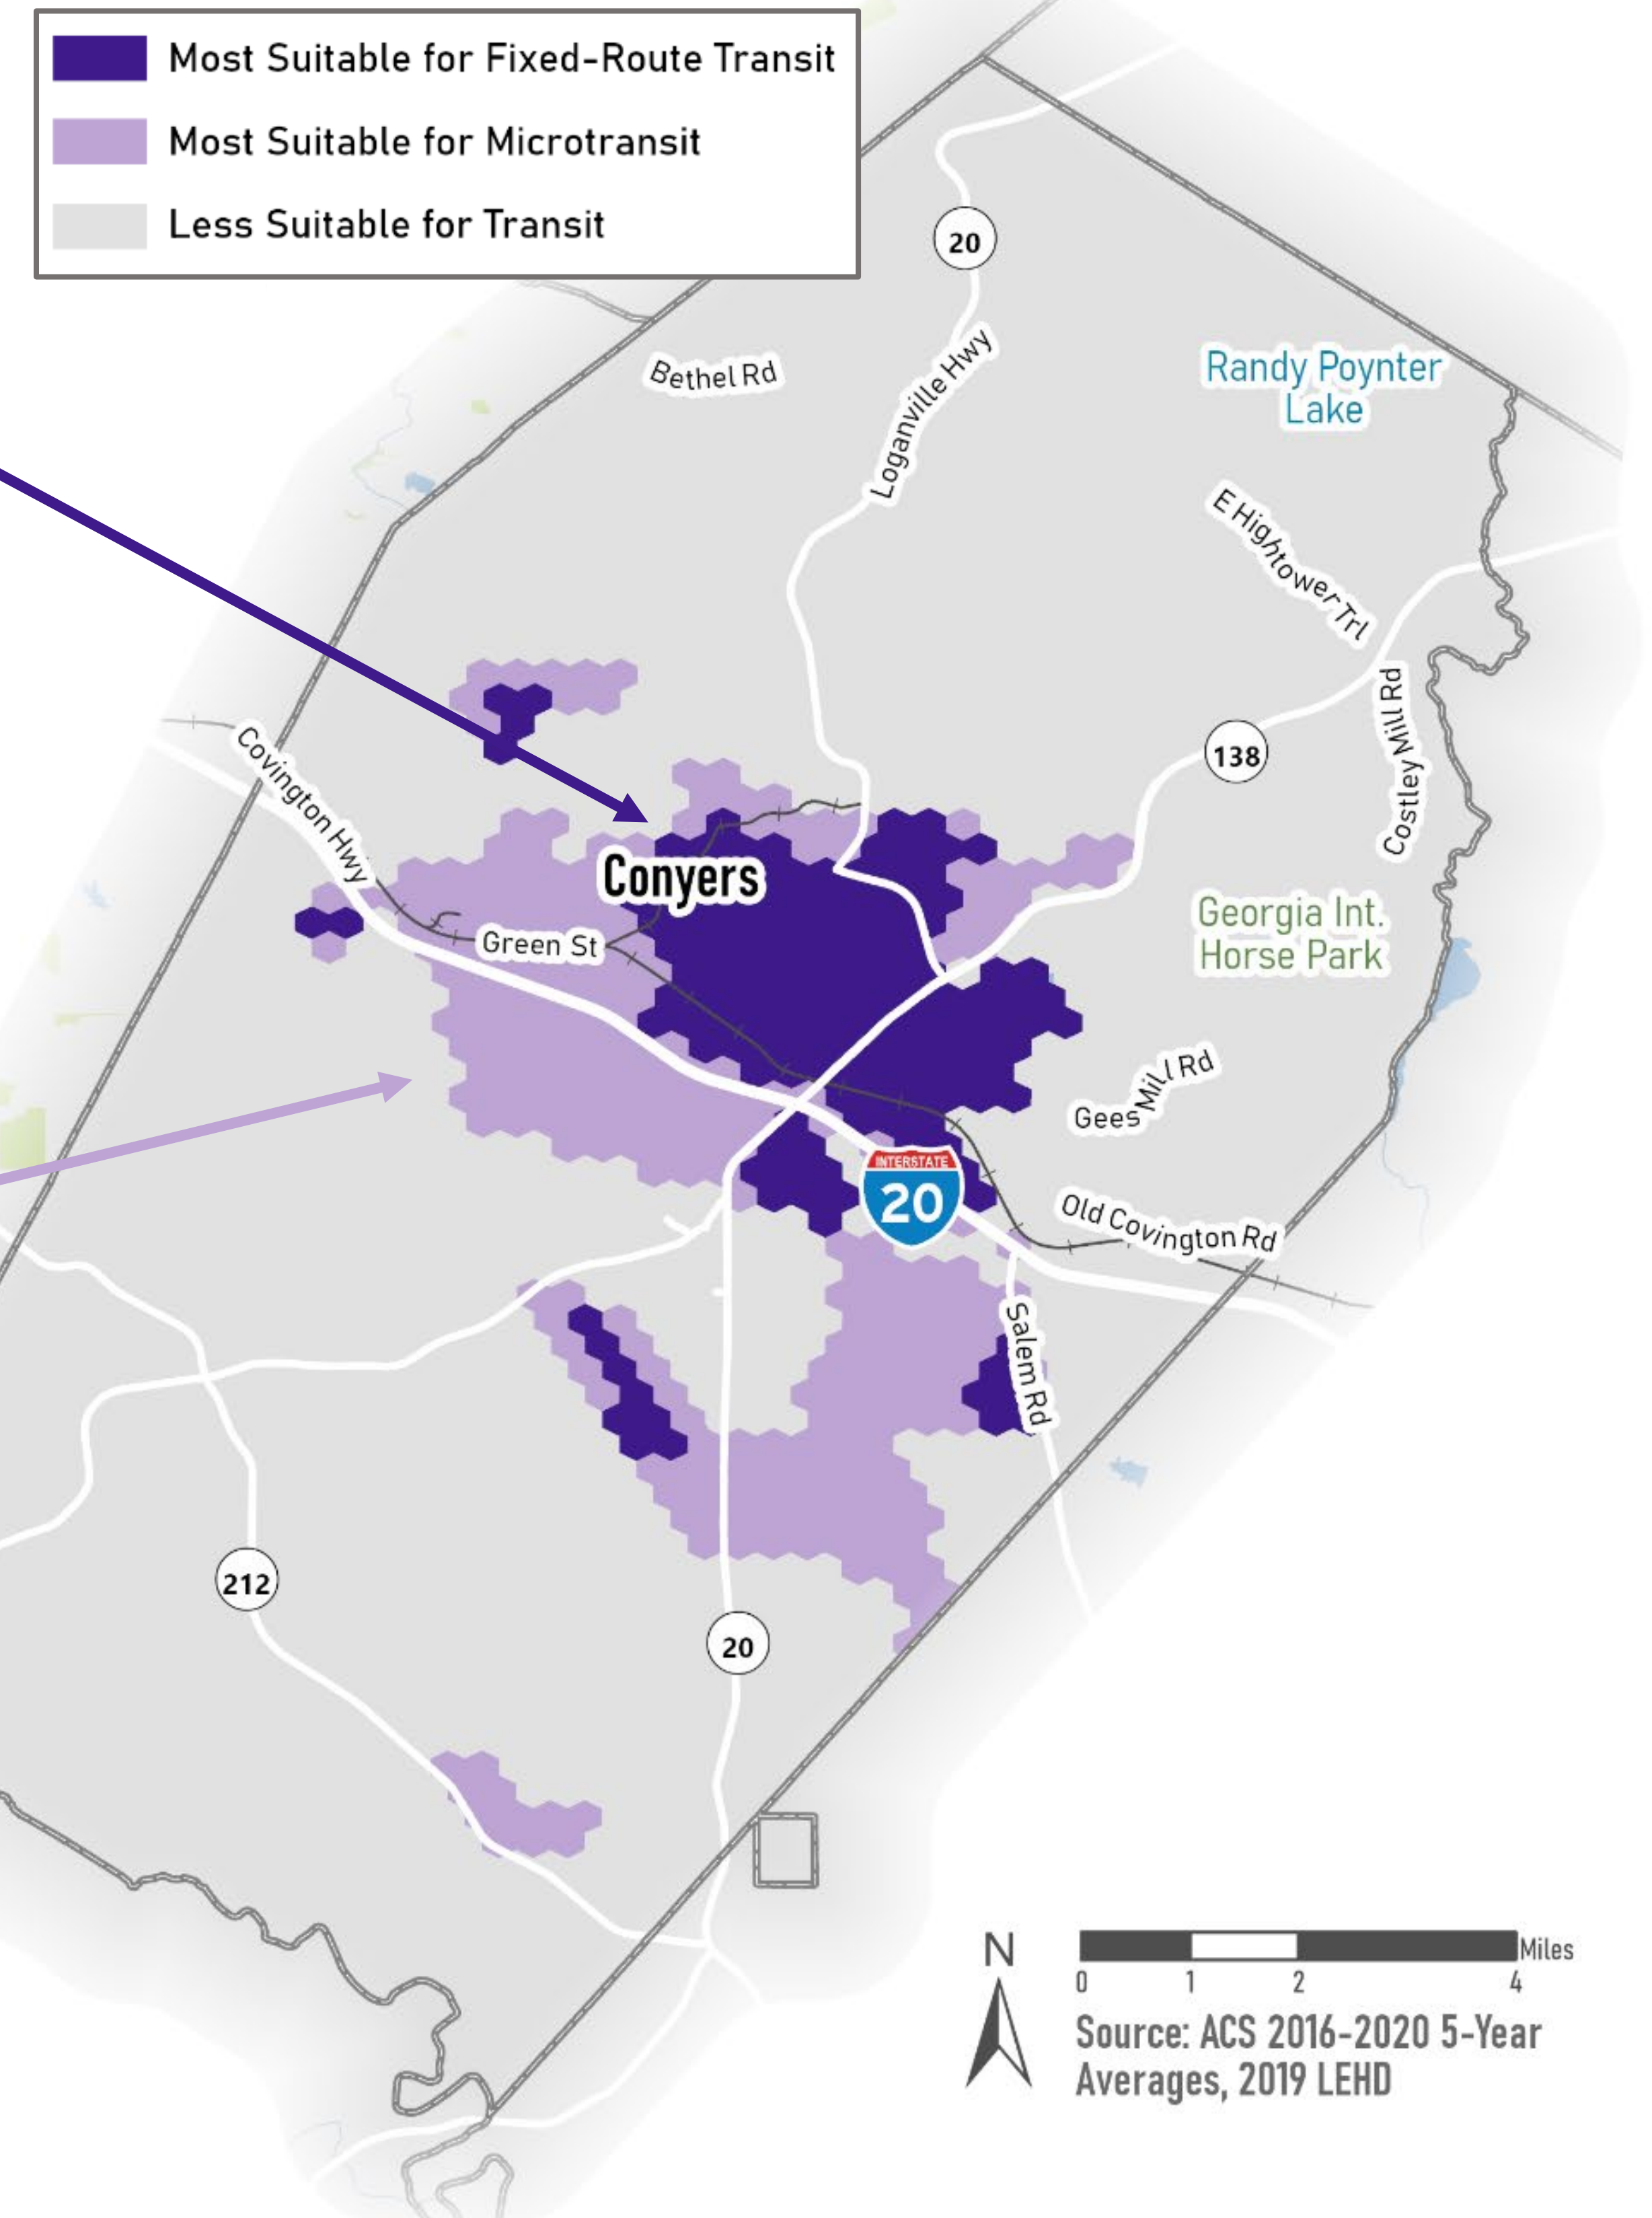 Most Suitable for Fixed-Route Transit
Most Suitable for Microtransit
Less Suitable for Transit
20
Bethel Rd
Loganville Hwy
Randy Poynter
Lake
E Hightower Trl
Costley Mill Rd
138
Covington Hwy
Conyers
Green St
Georgia Int.
Horse Park
Gees Mill Rd
INTERSTATE
20
Old Covington Rd
Salem Rd
212
20
N
Miles
0 1 2 4
Source: ACS 2016-2020 5-Year
Averages, 2019 LEHD